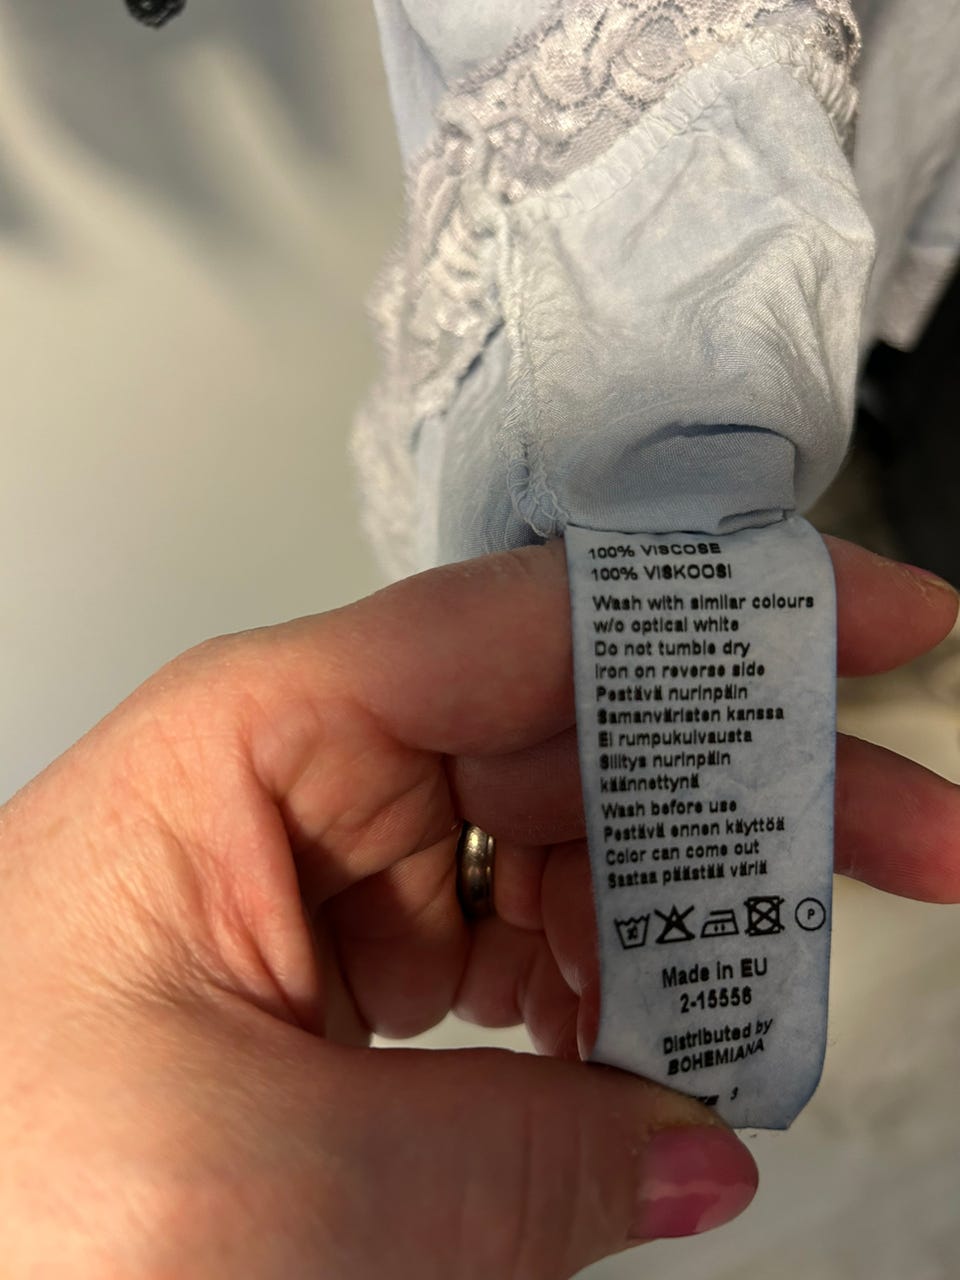 100% VISCOSE
100% VISKOOSI
Wash with similar colours
w/o optical white
Do not tumble dry
Iron on reverse side
Pestävä nurinpäin
Samanväristen kanssa
Ei rumpukuivausta
Silitys nurinpäin
käännettynä
Wash before use
Pestävä ennen käyttöä
Color can come out
Saataa päästää väriä
P
Made in EU
2-15556
Distributed by
BOHEMIANA
3